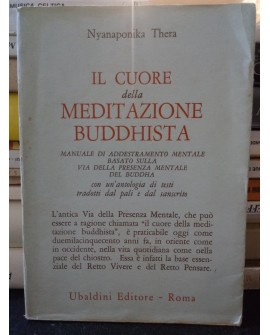 Nyanaponika Thera
IL CUORE
della
MEDITAZIONE
BUDDHISTA
MANUALE DI ADDESTRAMENTO MENTALE
BASATO SULLA
VIA DELLA PRESENZA MENTALE
DEL BUDDHA
con un'antologia di testi
tradotti dal pali e dal sanscrito
L'antica Via della Presenza Mentale, che può
essere a ragione chiamata "il cuore della medi-
tazione buddhista", è praticabile oggi come
duemilacinquecento anni fa, in oriente come
in occidente, nella vita quotidiana come nella
pace del chiostro. Essa è infatti la base essen-
ziale del Retto Vivere e del Retto Pensare.
Ubaldini Editore - Roma